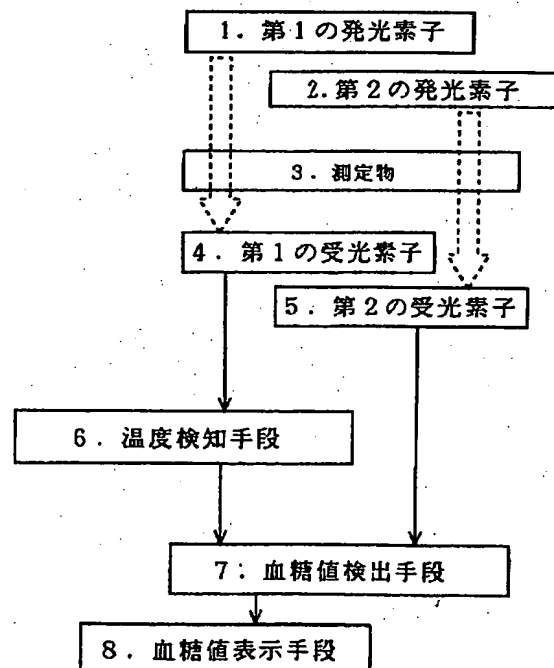 1．第1の発光素子
2．第2の発光素子
3．測定物
4．第1の受光素子
5．第2の受光素子
6．温度検知手段
7：血糖値検出手段
8．血糖値表示手段